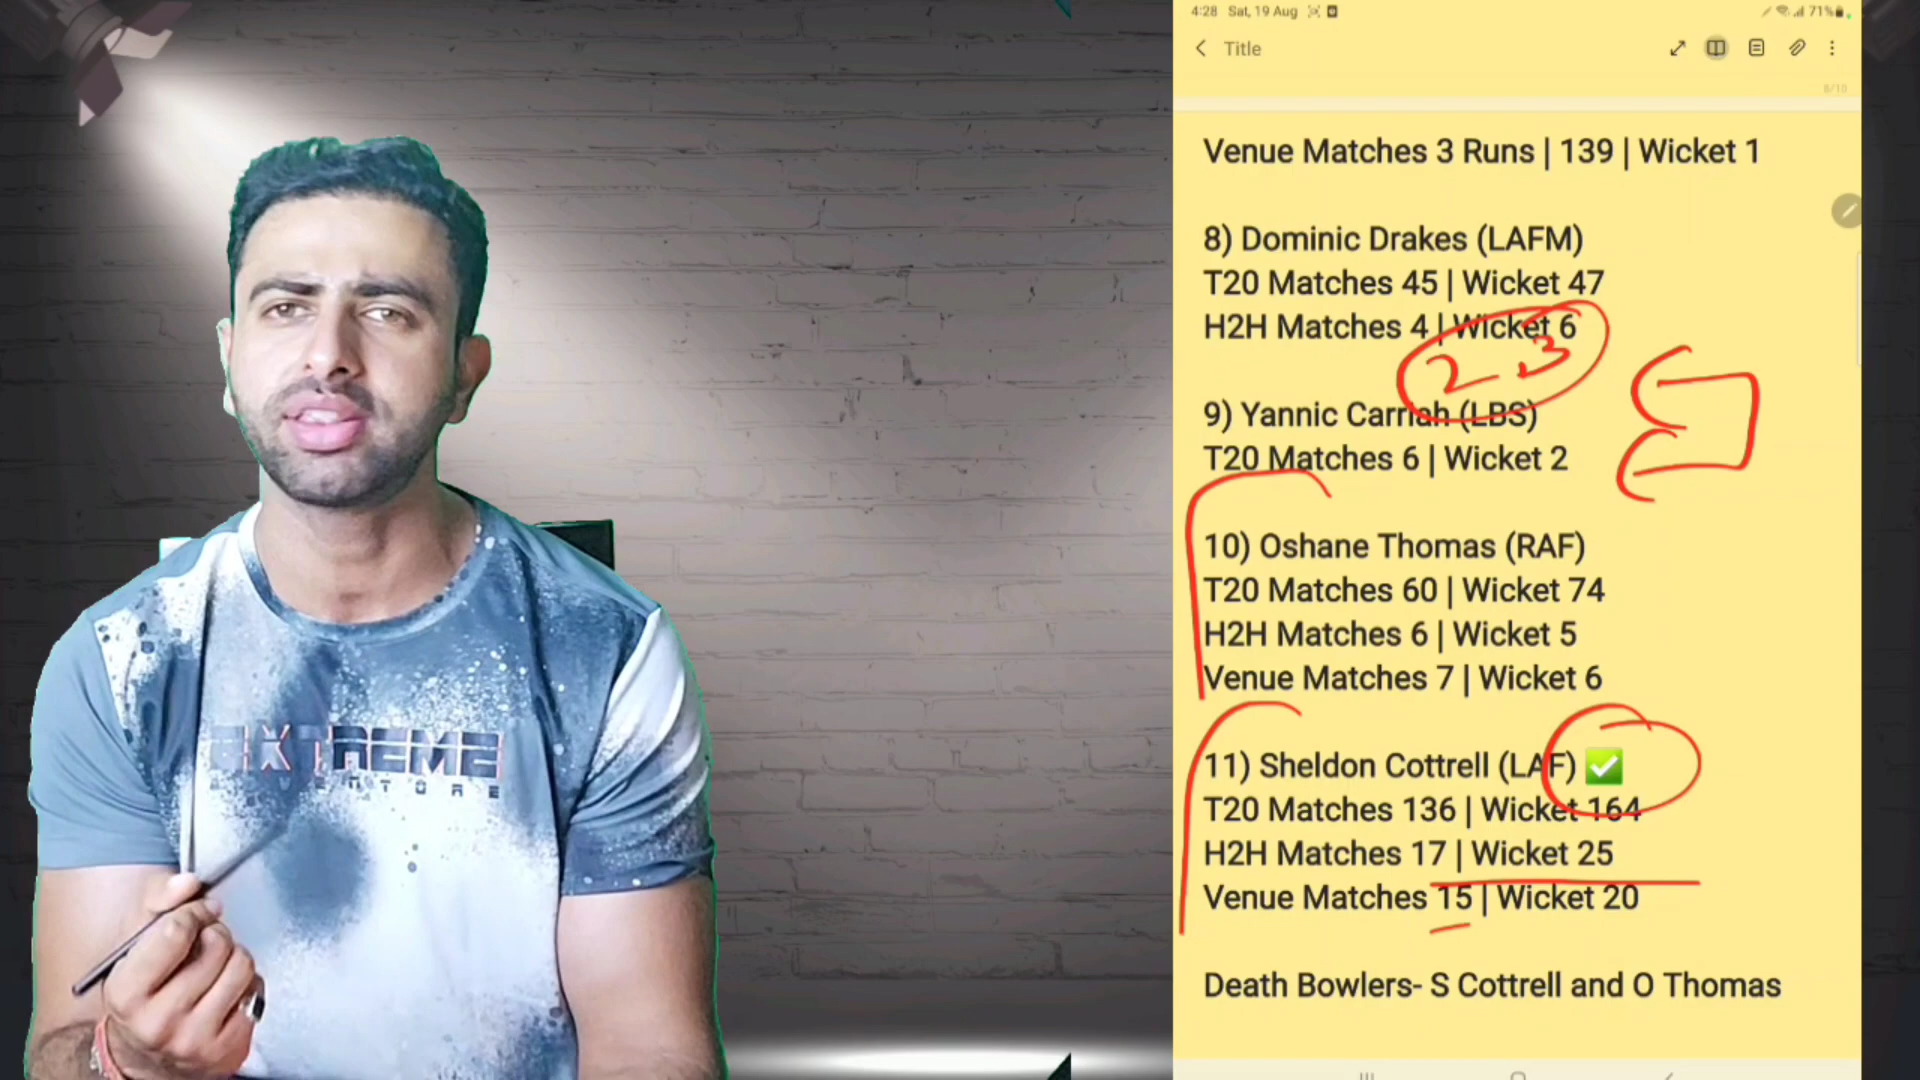 4:28 Sat, 19 Aug
71%
Title
8/10
Venue Matches 3 Runs | 139 | Wicket 1
8) Dominic Drakes (LAFM)
T20 Matches 45 | Wicket 47
H2H Matches 4 | Wicket 6
2 3
9) Yannic Carriah (LBS)
T20 Matches 6 | Wicket 2
10) Oshane Thomas (RAF)
T20 Matches 60 | Wicket 74
H2H Matches 6 | Wicket 5
Venue Matches 7 | Wicket 6
11) Sheldon Cottrell (LAF) ✅
T20 Matches 136 | Wicket 164
H2H Matches 17 | Wicket 25
Venue Matches 15 | Wicket 20
Death Bowlers- S Cottrell and O Thomas
EXTREME